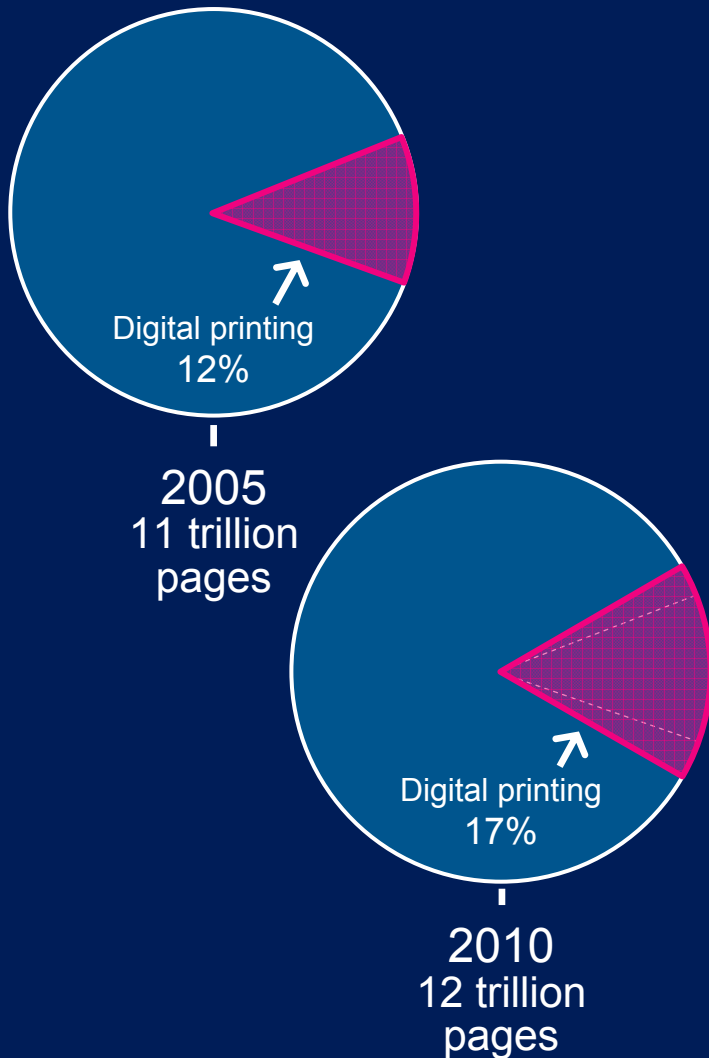 Digital printing
12%
2005
11 trillion
pages
Digital printing
17%
2010
12 trillion
pages